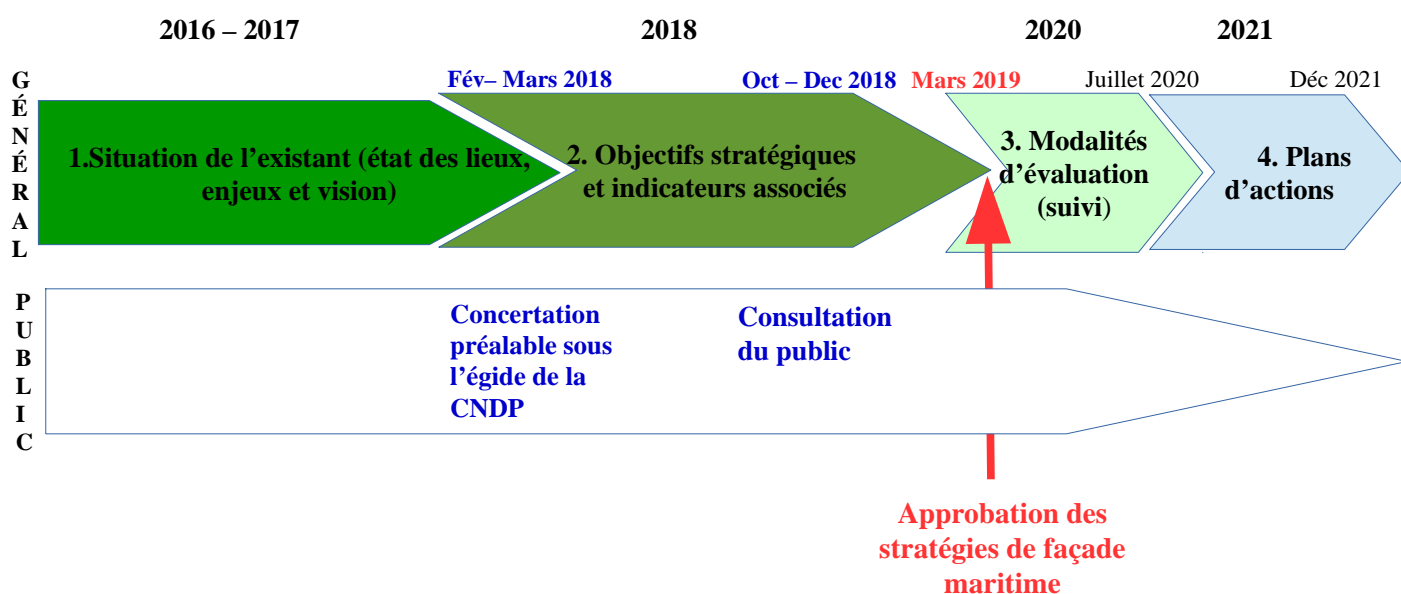 2016 – 2017
2018
2020
2021
GÉNÉRAL
Fév– Mars 2018
Oct – Dec 2018
Mars 2019
Juillet 2020
Déc 2021
1.Situation de l’existant (état des lieux,
enjeux et vision)
2. Objectifs stratégiques
et indicateurs associés
3. Modalités
d’évaluation
(suivi)
4. Plans
d’actions
PUBLIC
Concertation
préalable sous
l’égide de la
CNDP
Consultation
du public
Approbation des
stratégies de façade
maritime